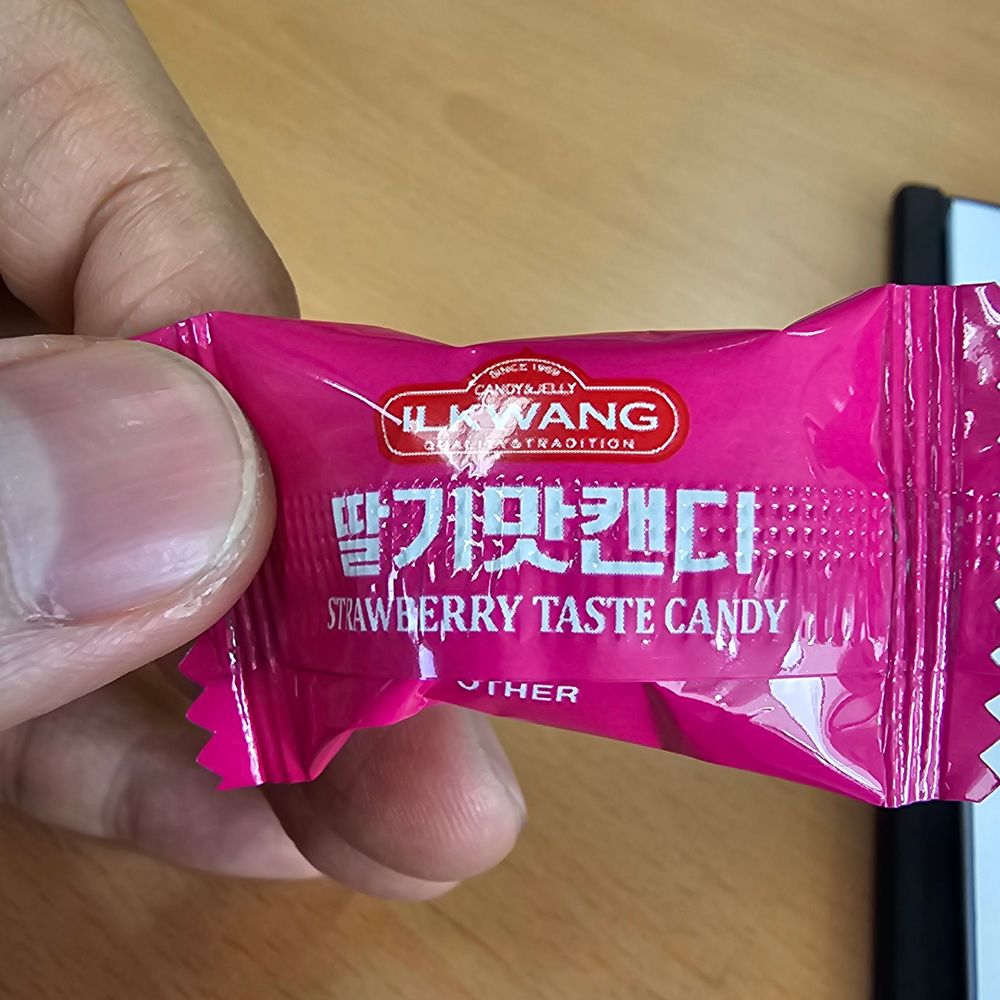 SINCE 1959
CANDY&JELLY
ILKWANG
QUALITY&TRADITION
딸기맛캔디
STRAWBERRY TASTE CANDY
OTHER